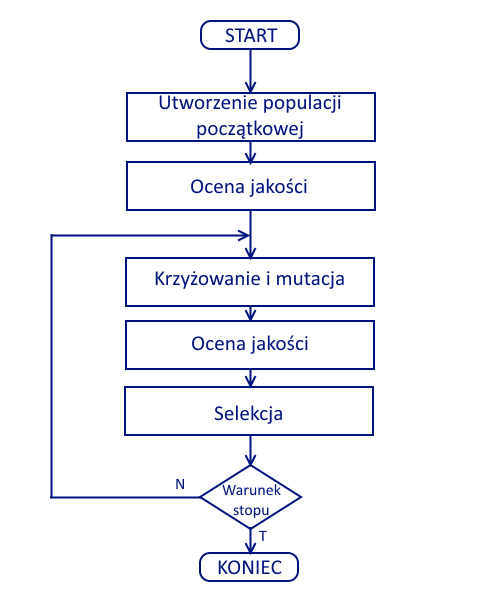 START
Utworzenie populacji
początkowej
Ocena jakości
Krzyżowanie i mutacja
Ocena jakości
Selekcja
N
Warunek
stopu
T
KONIEC